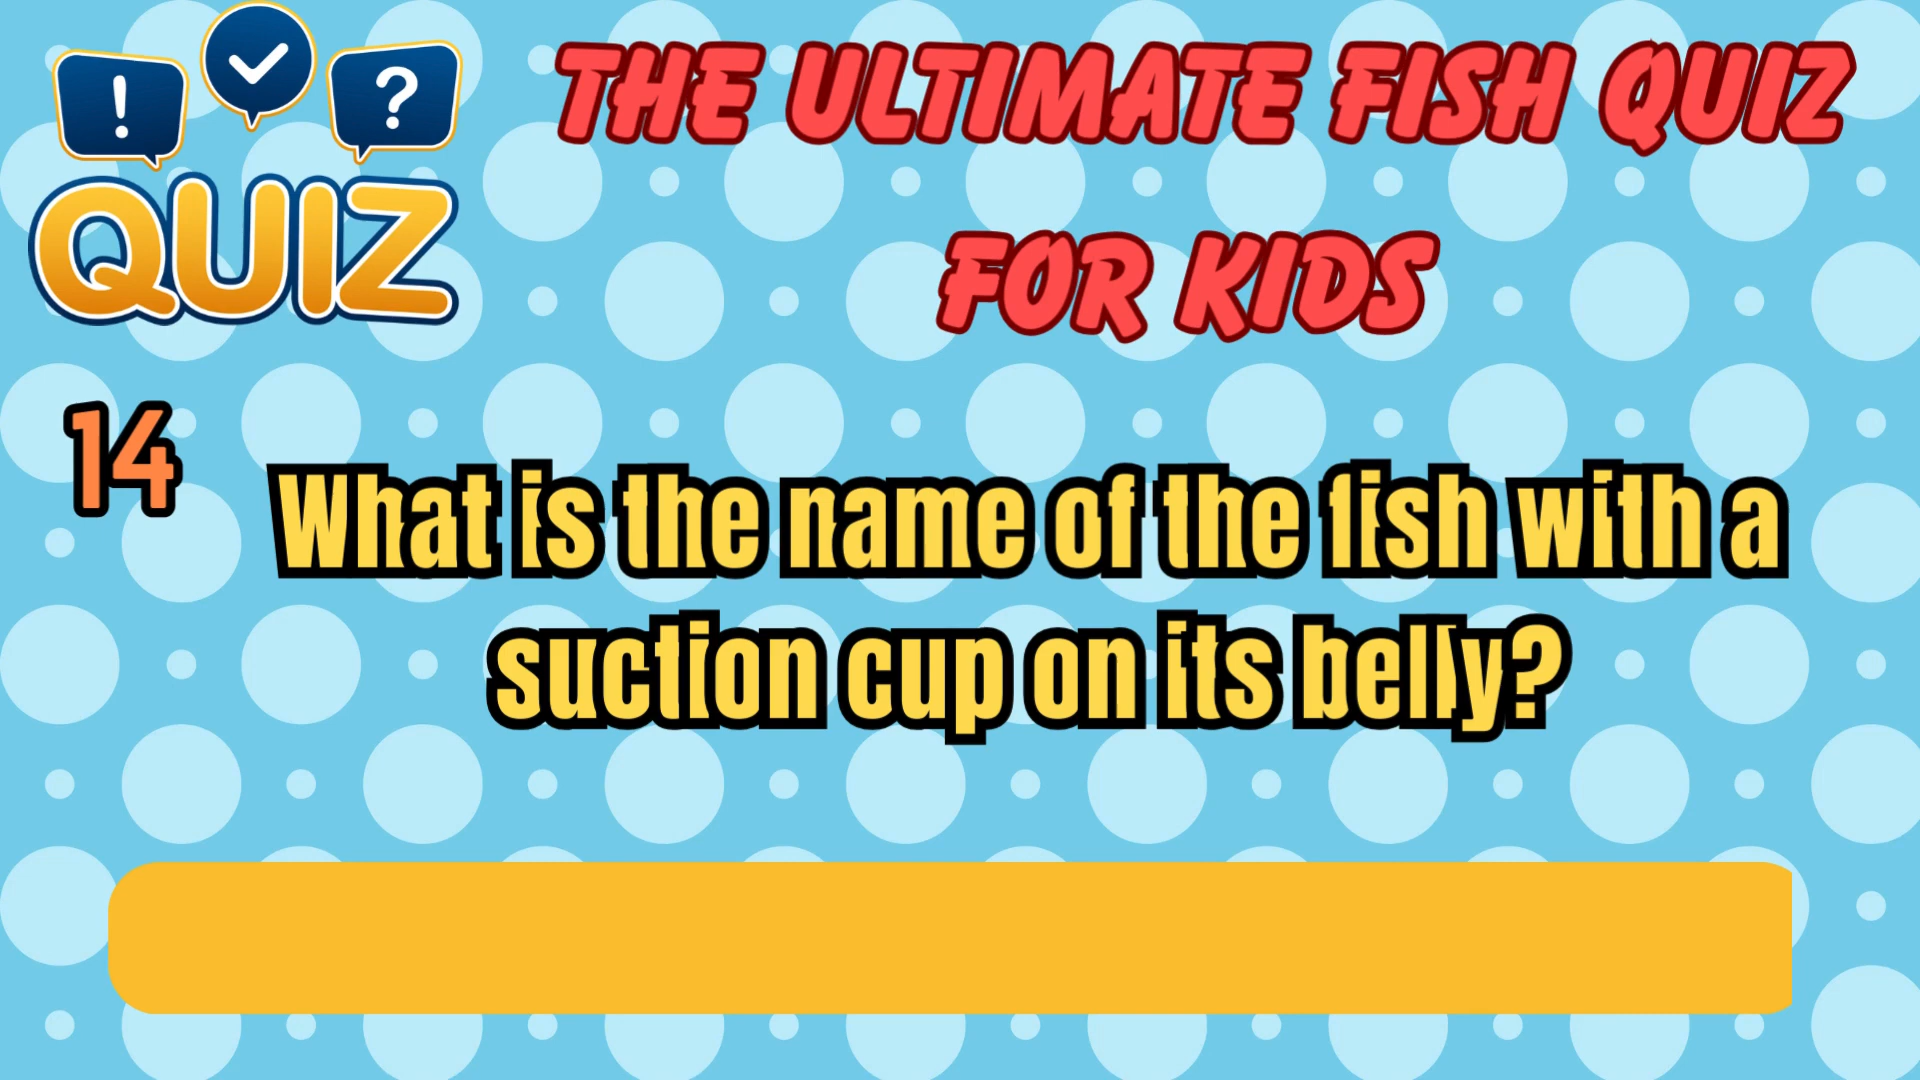 ! ?
QUIZ
THE ULTIMATE FISH QUIZ
FOR KIDS
14
What is the name of the fish with a
suction cup on its belly?